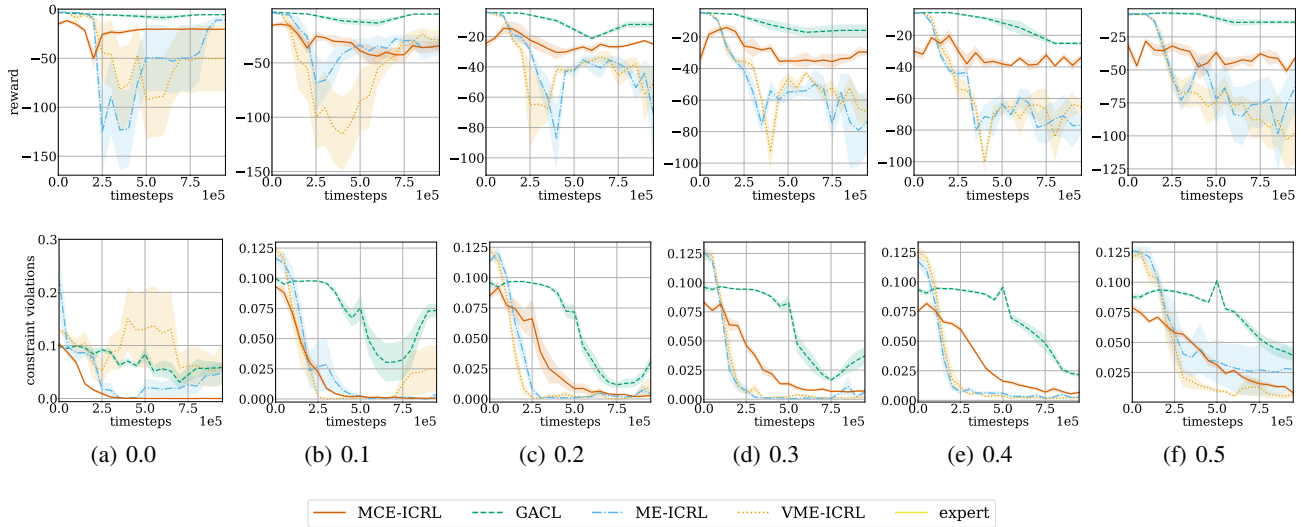 reward
0
−50
−100
−150
0.0 2.5 5.0 7.5
timesteps 1e5
0
−50
−100
−150
0.0 2.5 5.0 7.5
timesteps 1e5
−20
−40
−60
−80
−100
0.0 2.5 5.0 7.5
timesteps 1e5
−20
−40
−60
−80
−100
0.0 2.5 5.0 7.5
timesteps 1e5
−20
−40
−60
−80
−100
0.0 2.5 5.0 7.5
timesteps 1e5
−25
−50
−75
−100
−125
0.0 2.5 5.0 7.5
timesteps 1e5
constraint violations
0.3
0.2
0.1
0.0
0.0 2.5 5.0 7.5
timesteps 1e5
0.125
0.100
0.075
0.050
0.025
0.000
0.0 2.5 5.0 7.5
timesteps 1e5
0.125
0.100
0.075
0.050
0.025
0.000
0.0 2.5 5.0 7.5
timesteps 1e5
0.125
0.100
0.075
0.050
0.025
0.000
0.0 2.5 5.0 7.5
timesteps 1e5
0.125
0.100
0.075
0.050
0.025
0.000
0.0 2.5 5.0 7.5
timesteps 1e5
0.125
0.100
0.075
0.050
0.025
0.0 2.5 5.0 7.5
timesteps 1e5
(a) 0.0 (b) 0.1 (c) 0.2 (d) 0.3 (e) 0.4 (f) 0.5
MCE-ICRL GACL ME-ICRL VME-ICRL expert